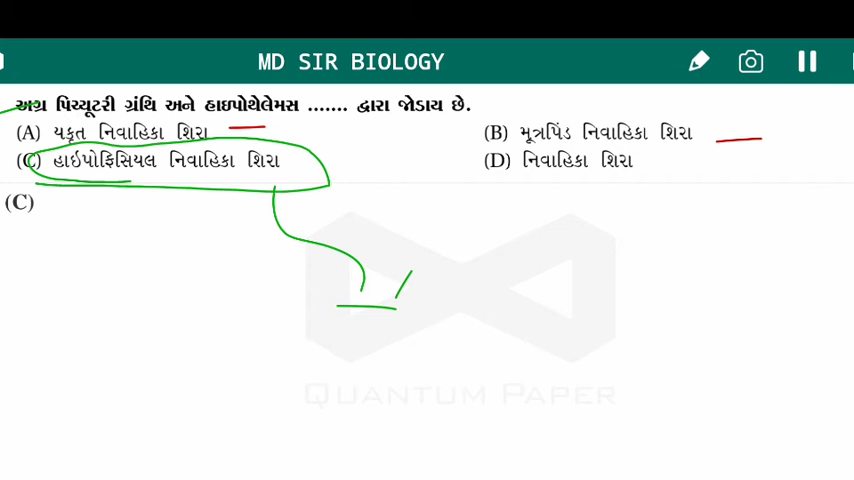 MD SIR BIOLOGY
અગ્ર પિચ્યૂટરી ગ્રંથિ અને હાઇપોથેલેમસ ....... દ્વારા જોડાય છે.
(A) યકૃત નિવાહિકા શિરા (B) મૂત્રપિંડ નિવાહિકા શિરા
(C) હાઇપોફિસિયલ નિવાહિકા શિરા (D) નિવાહિકા શિરા
(C)
QUANTUM PAPER